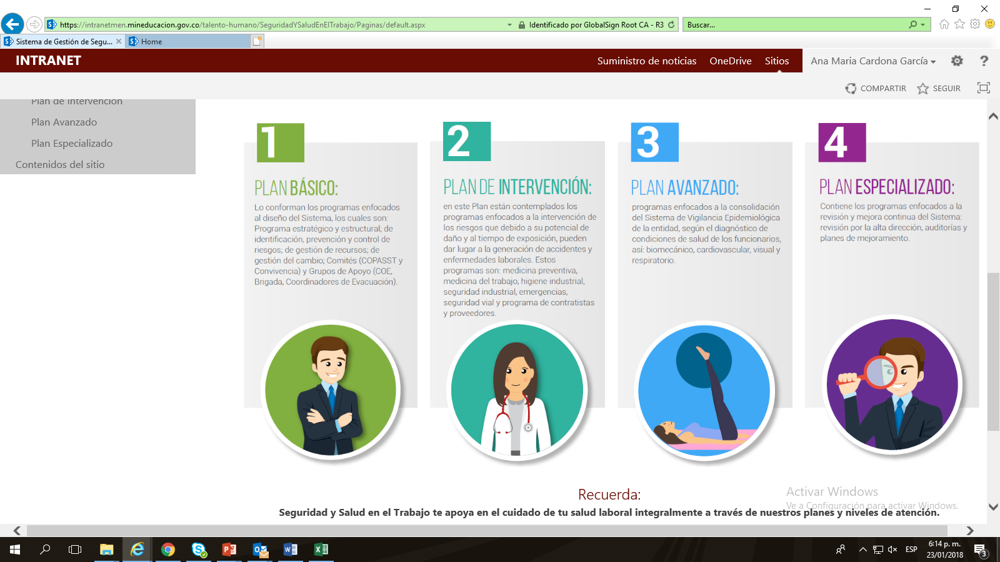 https://intranetmen.mineducacion.gov.co/talento-humano/SeguridadYSaludEnElTrabajo/Paginas/default.aspx
Identificado por GlobalSign Root CA - R3
Buscar...
Sistema de Gestión de Segu...
Home
INTRANET
Suministro de noticias
OneDrive
Sitios
Ana Maria Cardona García
?
COMPARTIR
SEGUIR
Plan de Intervención
Plan Avanzado
Plan Especializado
Contenidos del sitio
1
PLAN BÁSICO:
Lo conforman los programas enfocados
al diseño del Sistema, los cuales son:
Programa estratégico y estructural; de
identificación, prevención y control de
riesgos; de gestión de recursos; de
gestión del cambio; Comités (COPASST y
Convivencia) y Grupos de Apoyo (COE,
Brigada, Coordinadores de Evacuación).
2
PLAN DE INTERVENCIÓN:
en este Plan están contemplados los
programas enfocados a la intervención de
los riesgos que debido a su potencial de
daño y al tiempo de exposición, pueden
dar lugar a la generación de accidentes y
enfermedades laborales. Estos
programas son: medicina preventiva,
medicina del trabajo, higiene industrial,
seguridad industrial, emergencias,
seguridad vial y programa de contratistas
y proveedores.
3
PLAN AVANZADO:
programas enfocados a la consolidación
del Sistema de Vigilancia Epidemiológica
de la entidad, según el diagnóstico de
condiciones de salud de los funcionarios,
así: biomecánico, cardiovascular, visual y
respiratorio.
4
PLAN ESPECIALIZADO:
Contiene los programas enfocados a la
revisión y mejora continua del Sistema:
revisión por la alta dirección, auditorías y
planes de mejoramiento.
Recuerda:
Seguridad y Salud en el Trabajo te apoya en el cuidado de tu salud laboral integralmente a través de nuestros planes y niveles de atención.
Activar Windows
Ve a Configuración para activar Windows.
ESP
6:14 p. m.
23/01/2018
3